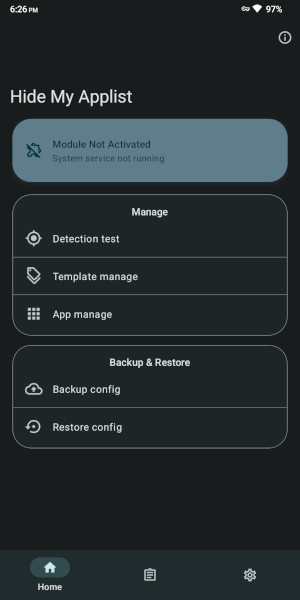 6:26 PM
97%
Hide My Applist
Module Not Activated
System service not running
Manage
Detection test
Template manage
App manage
Backup & Restore
Backup config
Restore config
Home